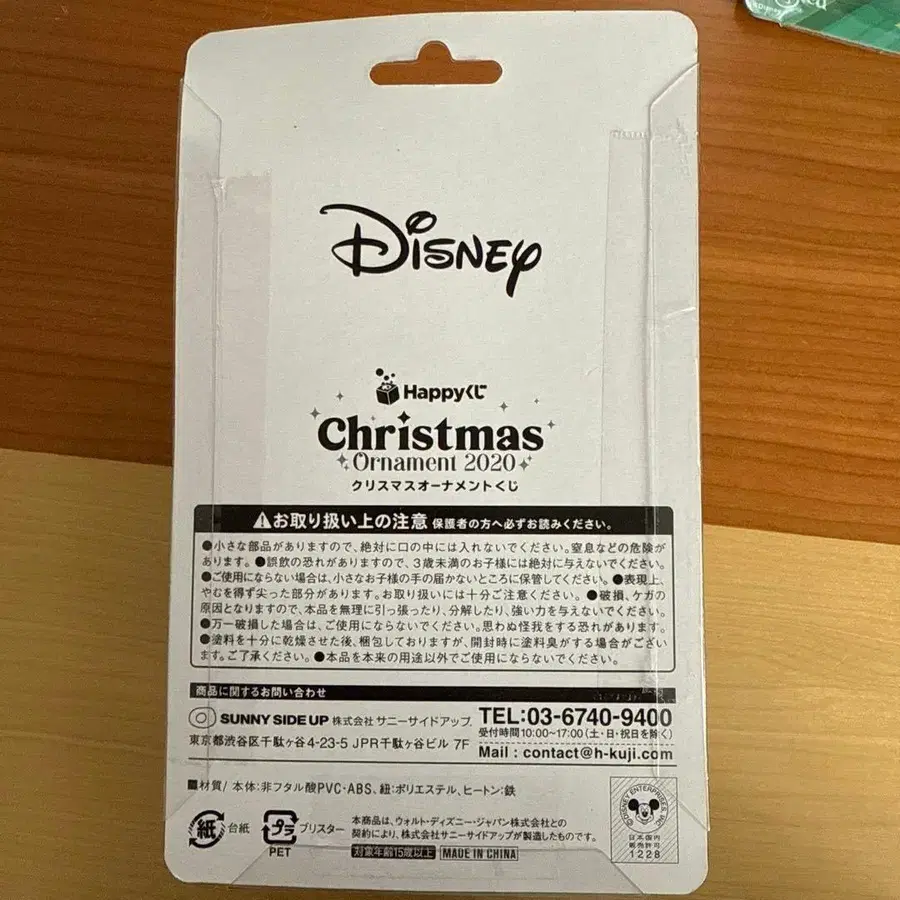 Disney
Happyくじ
Christmas
Ornament 2020
クリスマスオーナメントくじ
⚠お取り扱い上の注意 保護者の方へ必ずお読みください。
●小さな部品がありますので、絶対に口の中には入れないでください。窒息などの危険が
あります。●誤飲の恐れがありますので、3歳未満のお子様には絶対に与えないでください。
●ご使用にならない場合は、小さなお子様の手の届かないところに保管してください。●表現上、
やむを得ず尖った部分があります。お取り扱いには十分ご注意ください。●破損、ケガの
原因となりますので、本品を無理に引っ張ったり、分解したり、強い力を与えないでください。
●万一破損した場合は、ご使用にならないでください。思わぬ怪我をする恐れがあります。
●塗料を十分に乾燥させた後、梱包しておりますが、開封時に塗料臭がする場合がござい
ます。ご了承ください。●本品を本来の用途以外でご使用にならないでください。
商品に関するお問い合わせ
SUNNY SIDE UP 株式会社 サニーサイドアップ.
東京都渋谷区千駄ヶ谷4-23-5 JPR千駄ヶ谷ビル 7F
TEL:03-6740-9400
受付時間10:00~17:00(土・日・祝日を除く)
Mail : contact@h-kuji.com
■材質/ 本体:非フタル酸PVC・ABS、紐:ポリエステル、ヒートン:鉄
紙 台紙
プラ ブリスター
PET
本商品は、ウォルト・ディズニー・ジャパン株式会社との
契約により、株式会社サニーサイドアップが製造したものです。
対象年齢15歳以上 MADE IN CHINA
DISNEY ENTERPRISES, INC.
日本国内
販売許可
1228